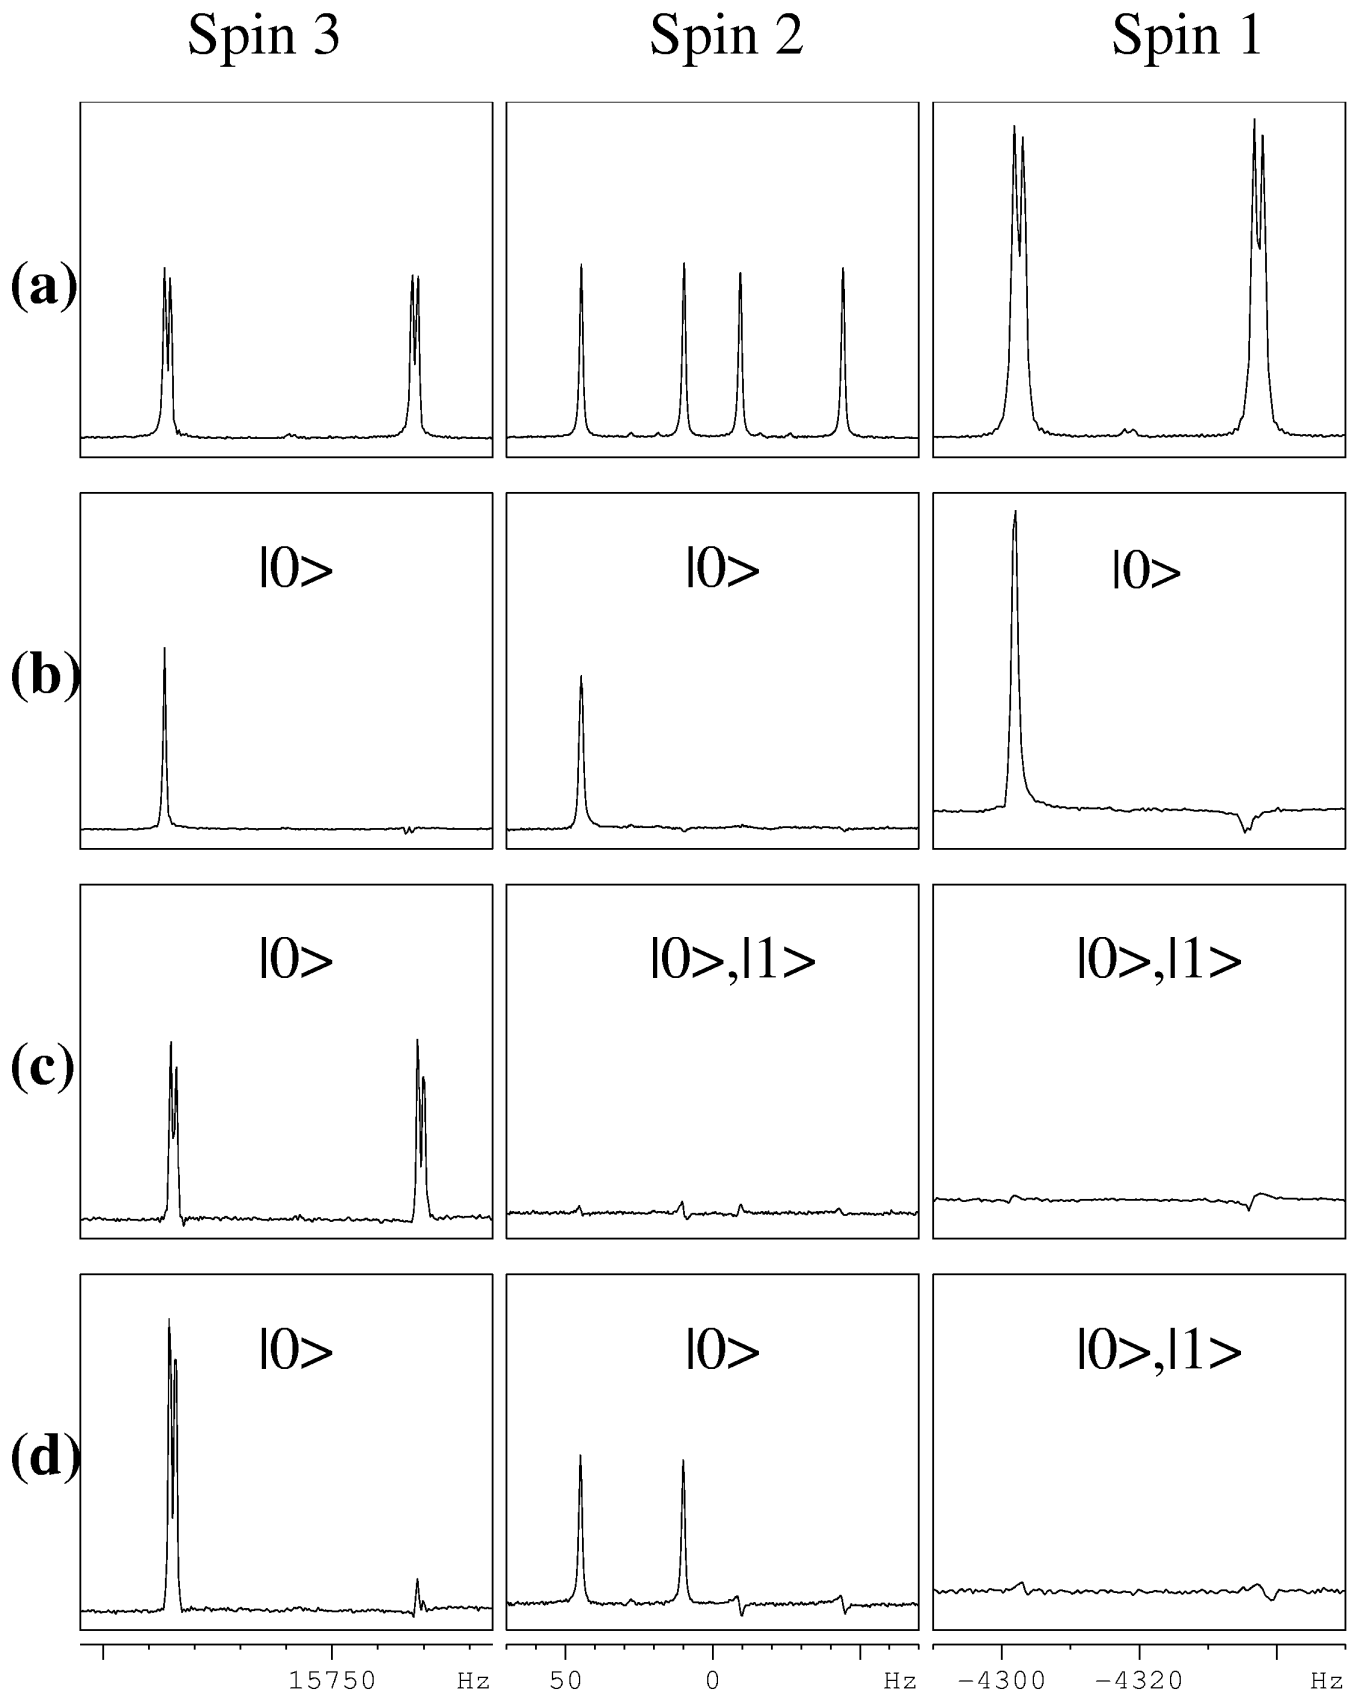 Spin 3 Spin 2 Spin 1
(a)
(b) |0> |0> |0>
(c) |0> |0>,|1> |0>,|1>
(d) |0> |0> |0>,|1>
15750 Hz 50 0 Hz −4300 −4320 Hz